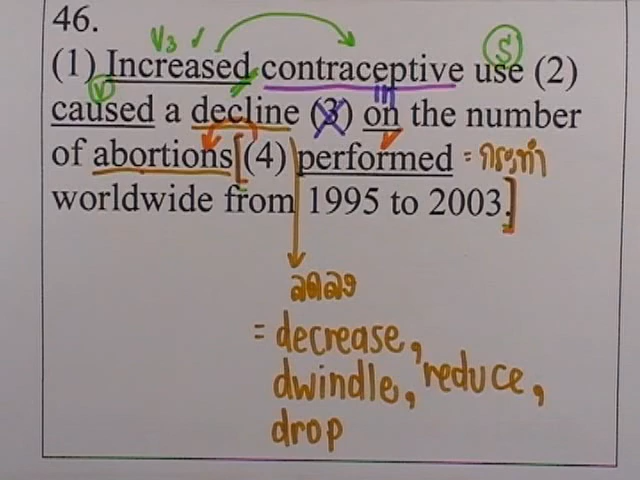 46.
V3 ✓
S
(1) Increased contraceptive use (2)
V
in
caused a decline (3) on the number
of abortions [(4) performed = กระทำ
worldwide from 1995 to 2003.]
ลดลง
= decrease,
dwindle, reduce,
drop